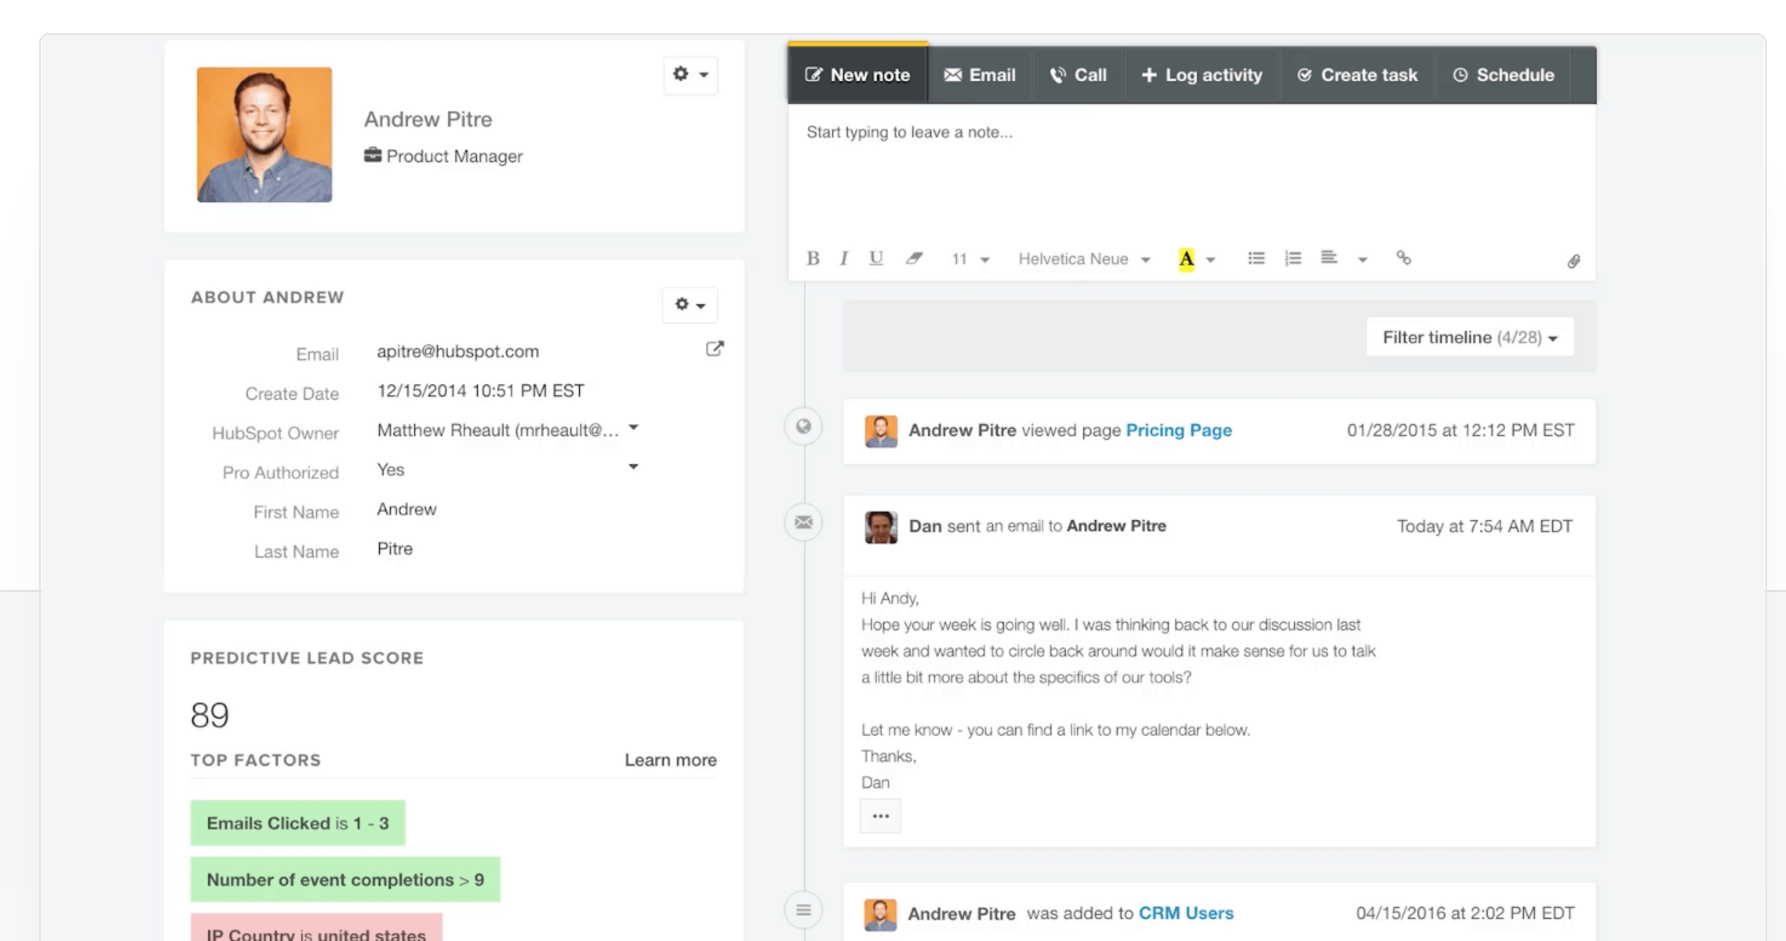 Andrew Pitre
Product Manager
ABOUT ANDREW
Email apitre@hubspot.com
Create Date 12/15/2014 10:51 PM EST
HubSpot Owner Matthew Rheault (mrheault@...
Pro Authorized Yes
First Name Andrew
Last Name Pitre
PREDICTIVE LEAD SCORE
89
TOP FACTORS Learn more
Emails Clicked is 1 - 3
Number of event completions > 9
IP Country is united states
New note Email Call Log activity Create task Schedule
Start typing to leave a note...
B I U 11 Helvetica Neue A
Filter timeline (4/28)
Andrew Pitre viewed page Pricing Page 01/28/2015 at 12:12 PM EST
Dan sent an email to Andrew Pitre Today at 7:54 AM EDT
Hi Andy,
Hope your week is going well. I was thinking back to our discussion last
week and wanted to circle back around would it make sense for us to talk
a little bit more about the specifics of our tools?
Let me know - you can find a link to my calendar below.
Thanks,
Dan
...
Andrew Pitre was added to CRM Users 04/15/2016 at 2:02 PM EDT